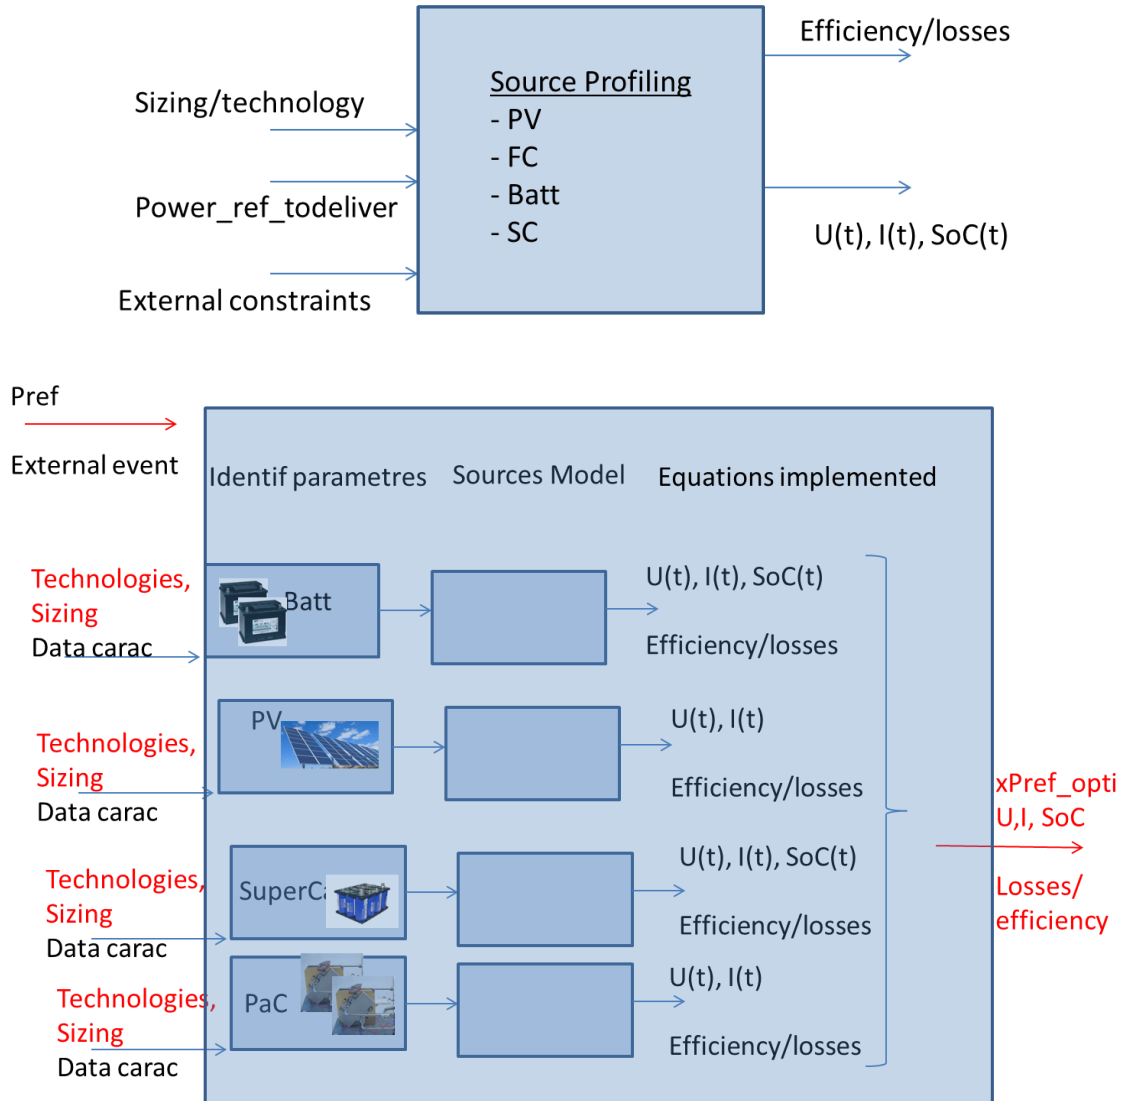 Efficiency/losses
Source Profiling
- PV
- FC
- Batt
- SC
Sizing/technology
Power_ref_todeliver
External constraints
U(t), I(t), SoC(t)
Pref
External event
Identif parametres
Sources Model
Equations implemented
Technologies,
Sizing
Data carac
Batt
U(t), I(t), SoC(t)
Efficiency/losses
Technologies,
Sizing
Data carac
PV
U(t), I(t)
Efficiency/losses
Technologies,
Sizing
Data carac
SuperCa
U(t), I(t), SoC(t)
Efficiency/losses
Technologies,
Sizing
Data carac
PaC
U(t), I(t)
Efficiency/losses
xPref_opti
U,I, SoC
Losses/
efficiency